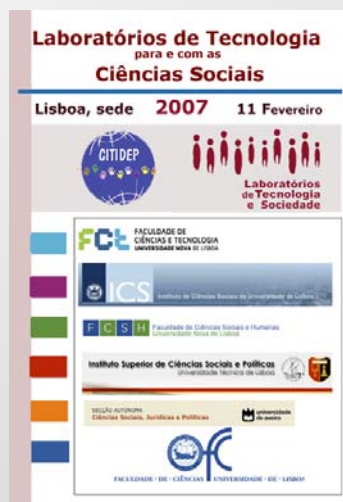 Laboratórios de Tecnologia
para e com as
Ciências Sociais
Lisboa, sede 2007 11 Fevereiro
CITIDEP
Laboratórios
de Tecnologia
e Sociedade
FCt FACULDADE DE
CIÊNCIAS E TECNOLOGIA
UNIVERSIDADE NOVA DE LISBOA
ICS Instituto de Ciências Sociais da Universidade de Lisboa
FCSH Faculdade de Ciências Sociais e Humanas
Universidade Nova de Lisboa
Instituto Superior de Ciências Sociais e Políticas
Universidade Técnica de Lisboa
SECÇÃO AUTÓNOMA
Ciências Sociais, Jurídicas e Políticas
universidade
de aveiro
FACULDADE · DE · CIÊNCIAS UNIVERSIDADE · DE · LISBOA